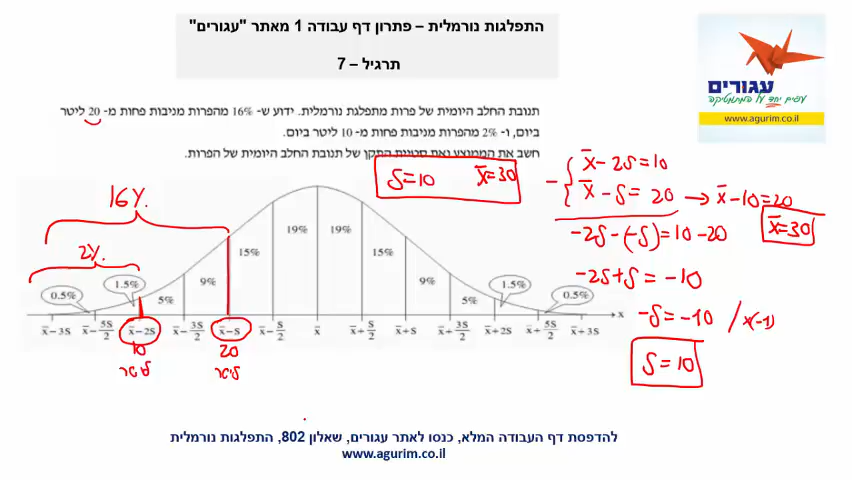 התפלגות נורמלית – פתרון דף עבודה 1 מאתר "עגורים"
תרגיל – 7
עגורים
עפים יחד על המתמטיקה
www.agurim.co.il
תנובת החלב היומית של פרות מתפלגת נורמלית. ידוע ש- 16% מהפרות מניבות פחות מ- 20 ליטר
ביום, ו- 2% מהפרות מניבות פחות מ- 10 ליטר ביום.
חשב את הממוצע ואת סטיית התקן של תנובת החלב היומית של הפרות.
S=10 x̄=30
x̄-2S=10
- { x̄-S=20 → x̄-10=20
x̄=30
-2S-(-S)=10-20
-2S+S=-10
-S=-10 /x(-1)
S=10
16%
2%
19% 19%
15% 15%
9% 9%
5% 5%
1.5% 1.5%
0.5% 0.5%
x̄-3S x̄-5S/2 x̄-2S x̄-3S/2 x̄-S x̄-S/2 x̄ x̄+S/2 x̄+S x̄+3S/2 x̄+2S x̄+5S/2 x̄+3S x
10 20
ליטר ליטר
להדפסת דף העבודה המלא, כנסו לאתר עגורים, שאלון 802, התפלגות נורמלית
www.agurim.co.il